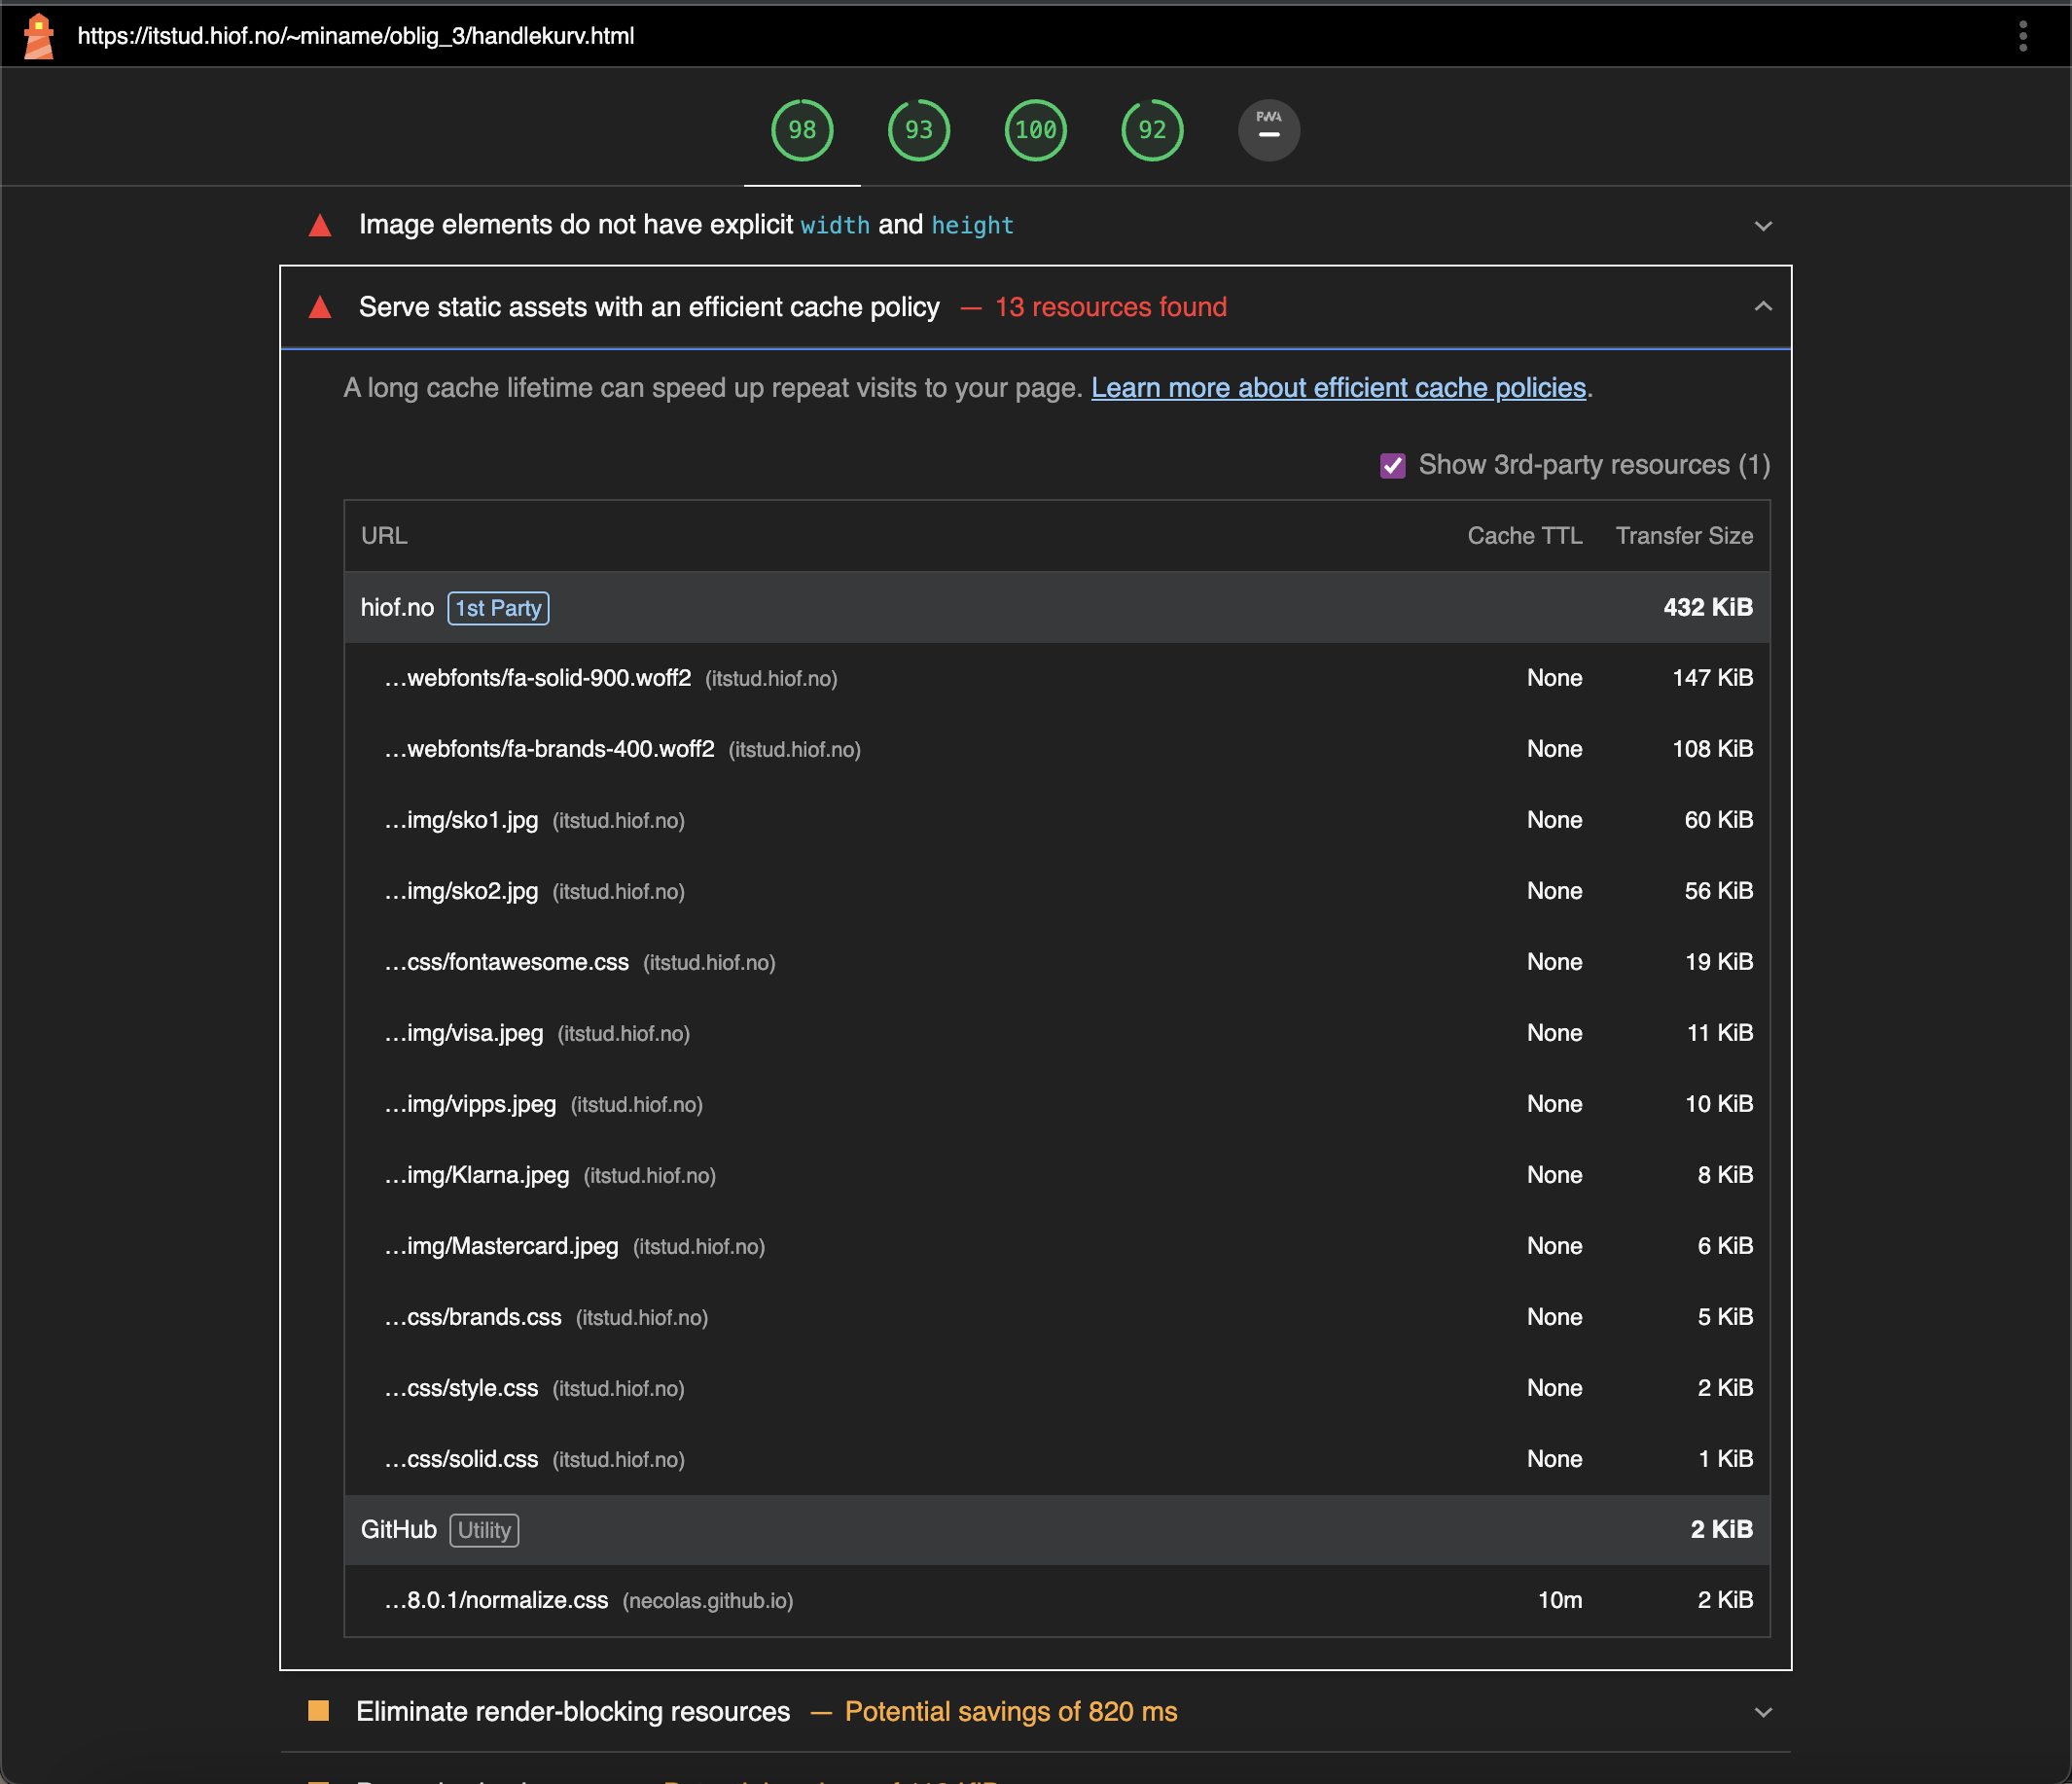 https://itstud.hiof.no/~miname/oblig_3/handlekurv.html
98 93 100 92 PWA
Image elements do not have explicit width and height
Serve static assets with an efficient cache policy — 13 resources found
A long cache lifetime can speed up repeat visits to your page. Learn more about efficient cache policies.
Show 3rd-party resources (1)
URL Cache TTL Transfer Size
hiof.no 1st Party 432 KiB
…webfonts/fa-solid-900.woff2 (itstud.hiof.no) None 147 KiB
…webfonts/fa-brands-400.woff2 (itstud.hiof.no) None 108 KiB
…img/sko1.jpg (itstud.hiof.no) None 60 KiB
…img/sko2.jpg (itstud.hiof.no) None 56 KiB
…css/fontawesome.css (itstud.hiof.no) None 19 KiB
…img/visa.jpeg (itstud.hiof.no) None 11 KiB
…img/vipps.jpeg (itstud.hiof.no) None 10 KiB
…img/Klarna.jpeg (itstud.hiof.no) None 8 KiB
…img/Mastercard.jpeg (itstud.hiof.no) None 6 KiB
…css/brands.css (itstud.hiof.no) None 5 KiB
…css/style.css (itstud.hiof.no) None 2 KiB
…css/solid.css (itstud.hiof.no) None 1 KiB
GitHub Utility 2 KiB
…8.0.1/normalize.css (necolas.github.io) 10m 2 KiB
Eliminate render-blocking resources — Potential savings of 820 ms